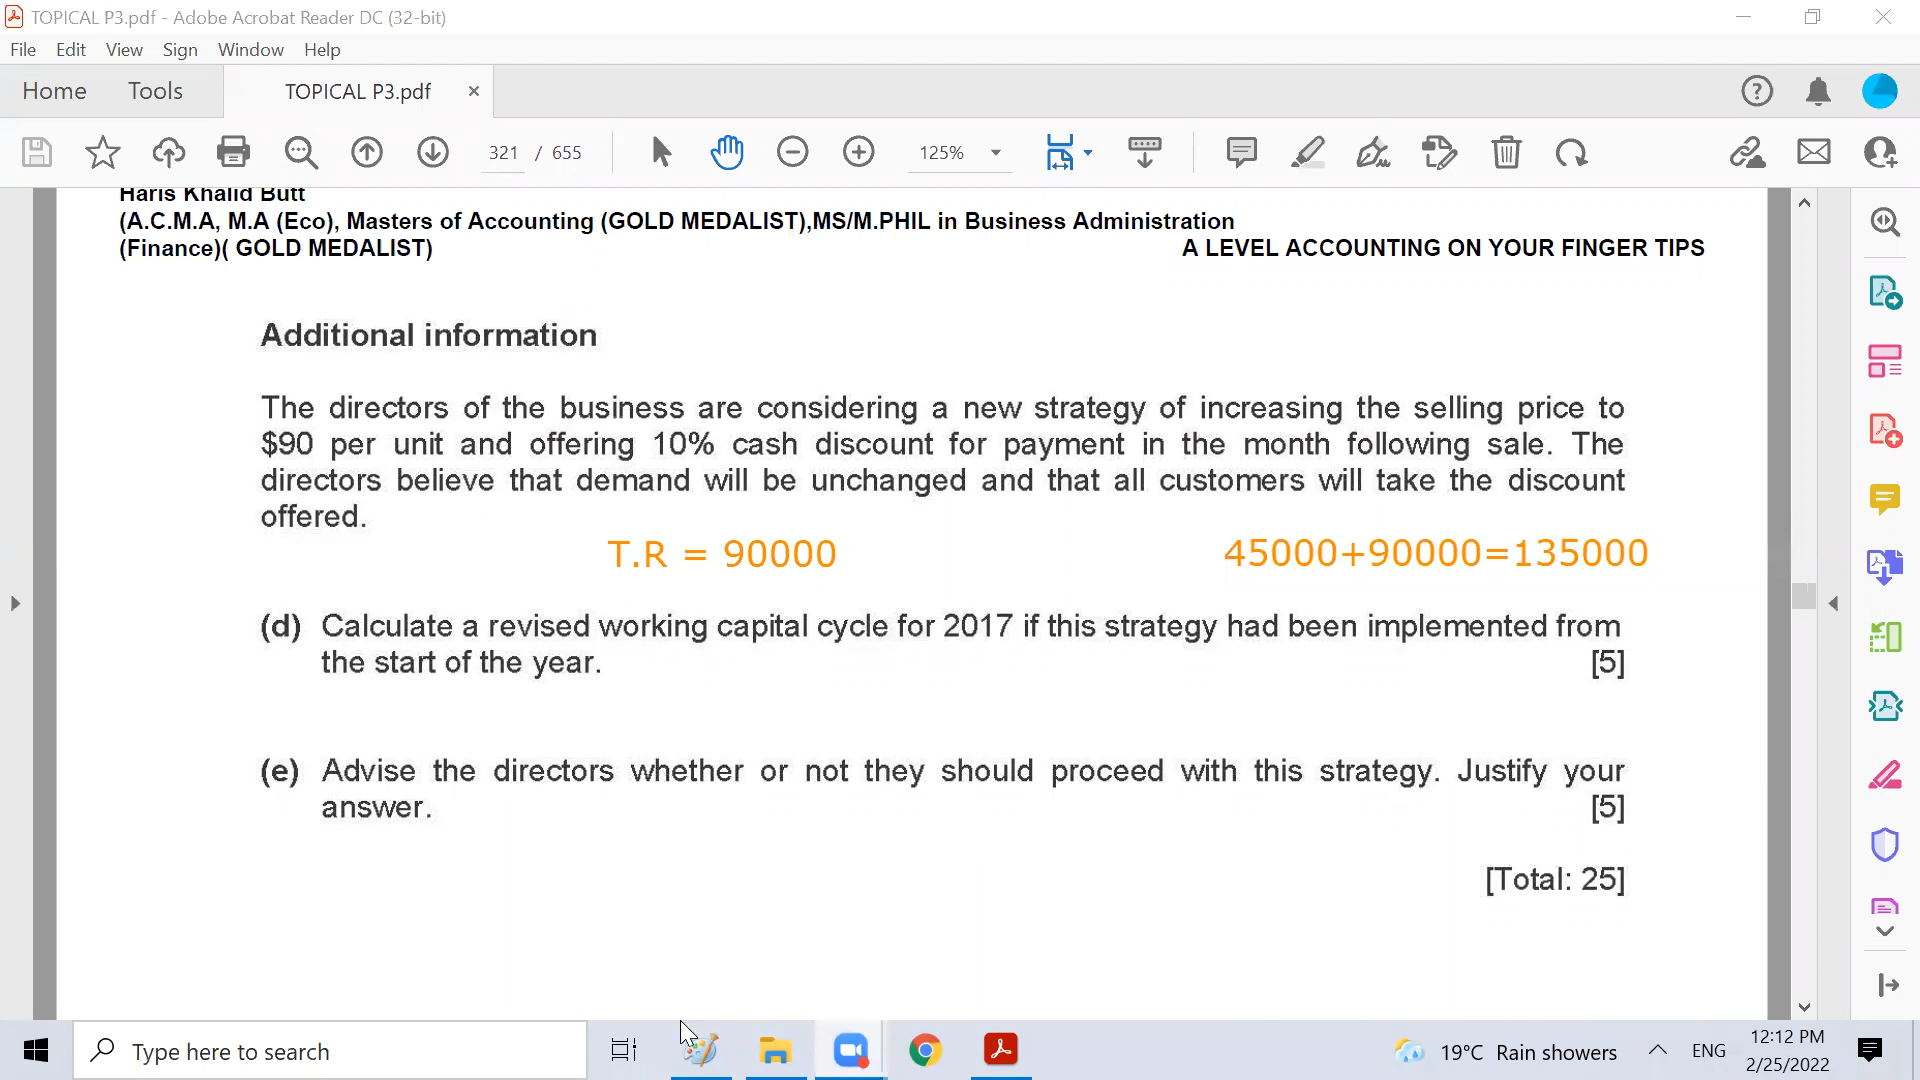 TOPICAL P3.pdf - Adobe Acrobat Reader DC (32-bit)
File Edit View Sign Window Help
Home Tools TOPICAL P3.pdf ×
321 / 655 125%
Haris Khalid Butt
(A.C.M.A, M.A (Eco), Masters of Accounting (GOLD MEDALIST),MS/M.PHIL in Business Administration
(Finance)( GOLD MEDALIST) A LEVEL ACCOUNTING ON YOUR FINGER TIPS
Additional information
The directors of the business are considering a new strategy of increasing the selling price to
$90 per unit and offering 10% cash discount for payment in the month following sale. The
directors believe that demand will be unchanged and that all customers will take the discount
offered.
T.R = 90000 45000+90000=135000
(d) Calculate a revised working capital cycle for 2017 if this strategy had been implemented from
the start of the year. [5]
(e) Advise the directors whether or not they should proceed with this strategy. Justify your
answer. [5]
[Total: 25]
Type here to search 19°C Rain showers ENG 12:12 PM
2/25/2022